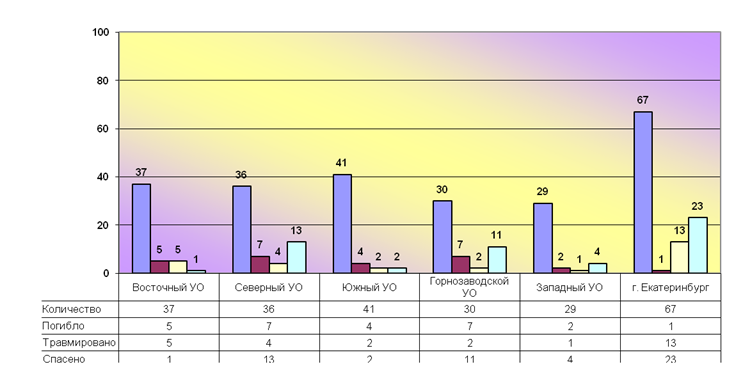 100
80
60
40
20
0
37 5 5 1
36 7 4 13
41 4 2 2
30 7 2 11
29 2 1 4
67 1 13 23
Восточный УО Северный УО Южный УО Горнозаводской УО Западный УО г. Екатеринбург
Количество 37 36 41 30 29 67
Погибло 5 7 4 7 2 1
Травмировано 5 4 2 2 1 13
Спасено 1 13 2 11 4 23